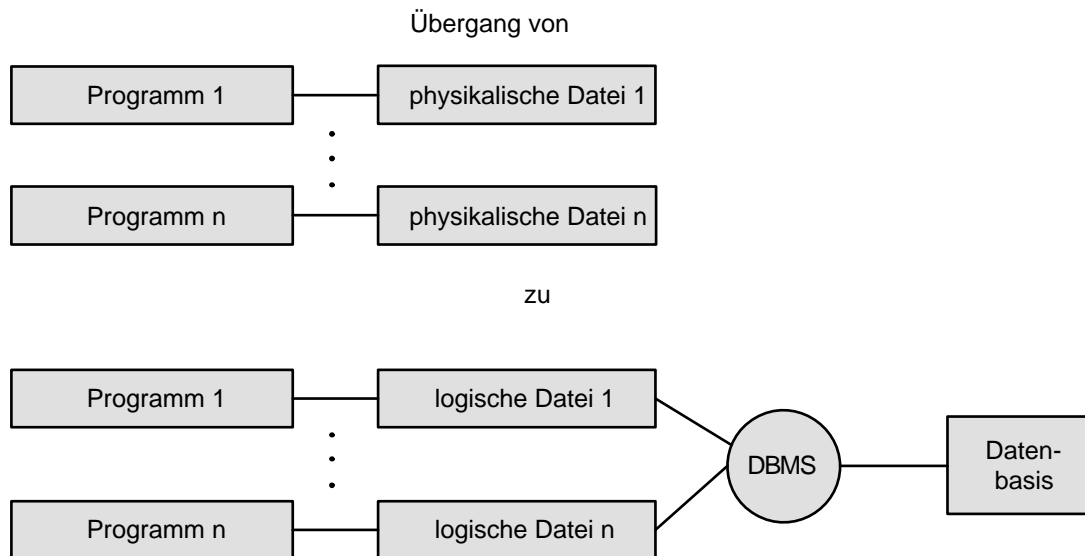 Übergang von
Programm 1
physikalische Datei 1
Programm n
physikalische Datei n
zu
Programm 1
logische Datei 1
DBMS
Daten-
basis
Programm n
logische Datei n